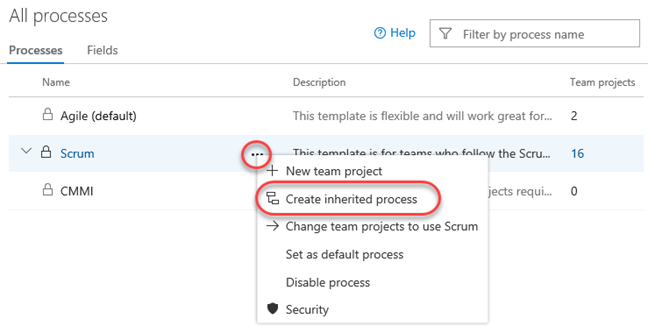 All processes
Help
Filter by process name
Processes
Fields
Name Description Team projects
Agile (default) This template is flexible and will work great for... 2
Scrum ... This template is for teams who follow the Scru... 16
CMMI ojects requi... 0
New team project
Create inherited process
Change team projects to use Scrum
Set as default process
Disable process
Security